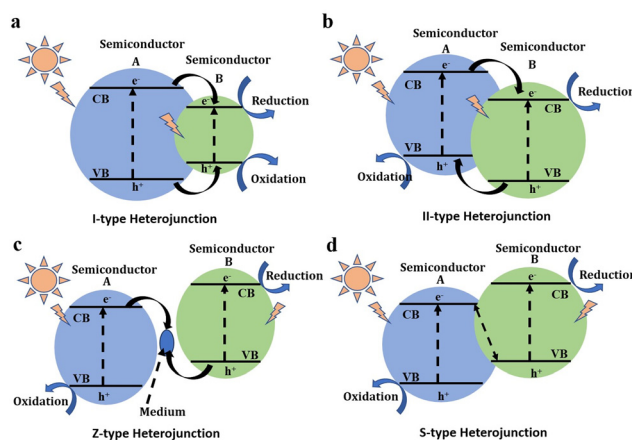 a
Semiconductor
A
Semiconductor
B
e-
CB
e-
Reduction
VB
h+
h+
Oxidation
I-type Heterojunction
b
Semiconductor
A
Semiconductor
B
e-
CB
e-
CB
Reduction
VB
h+
Oxidation
VB
h+
II-type Heterojunction
c
Semiconductor
A
Semiconductor
B
e-
CB
e-
CB
Reduction
VB
VB
h+
h+
Oxidation
Medium
Z-type Heterojunction
d
Semiconductor
A
Semiconductor
B
e-
CB
e-
CB
Reduction
VB
VB
h+
h+
Oxidation
S-type Heterojunction